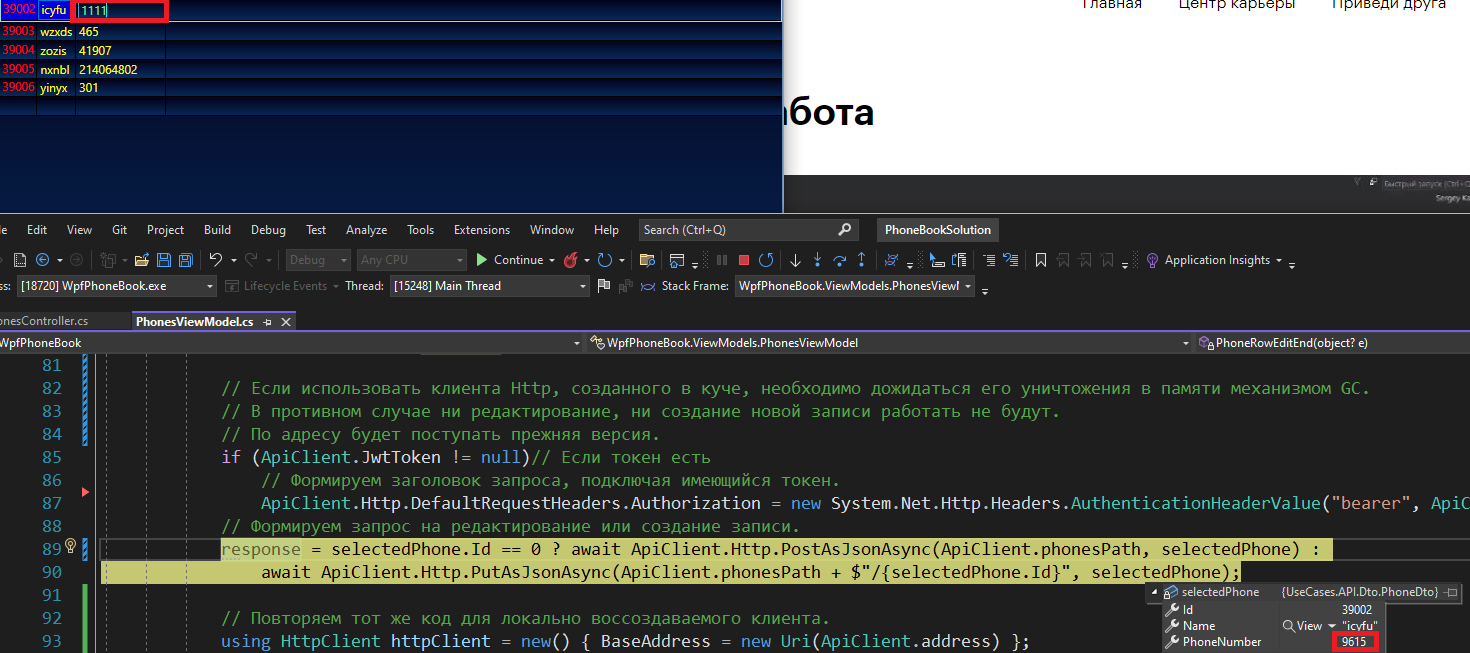 39002 icyfu 1111
39003 wzxds 465
39004 zozis 41907
39005 nxnbl 214064802
39006 yinyx 301
Главная Центр карьеры Приведи друга
бота
Быстрый запуск (Ctrl+Q
Sergey Ka
le Edit View Git Project Build Debug Test Analyze Tools Extensions Window Help Search (Ctrl+Q) PhoneBookSolution
Debug Any CPU Continue Application Insights
ss: [18720] WpfPhoneBook.exe Lifecycle Events Thread: [15248] Main Thread Stack Frame: WpfPhoneBook.ViewModels.PhonesViewM
onesController.cs PhonesViewModel.cs
WpfPhoneBook WpfPhoneBook.ViewModels.PhonesViewModel PhoneRowEditEnd(object? e)
81
82 // Если использовать клиента Http, созданного в куче, необходимо дожидаться его уничтожения в памяти механизмом GC.
83 // В противном случае ни редактирование, ни создание новой записи работать не будут.
84 // По адресу будет поступать прежняя версия.
85 if (ApiClient.JwtToken != null)// Если токен есть
86 // Формируем заголовок запроса, подключая имеющийся токен.
87 ApiClient.Http.DefaultRequestHeaders.Authorization = new System.Net.Http.Headers.AuthenticationHeaderValue("bearer", ApiC
88 // Формируем запрос на редактирование или создание записи.
89 response = selectedPhone.Id == 0 ? await ApiClient.Http.PostAsJsonAsync(ApiClient.phonesPath, selectedPhone) :
90 await ApiClient.Http.PutAsJsonAsync(ApiClient.phonesPath + $"/{selectedPhone.Id}", selectedPhone);
91
selectedPhone {UseCases.API.Dto.PhoneDto}
Id 39002
Name View "icyfu"
PhoneNumber 9615
92 // Повторяем тот же код для локально воссоздаваемого клиента.
93 using HttpClient httpClient = new() { BaseAddress = new Uri(ApiClient.address) };